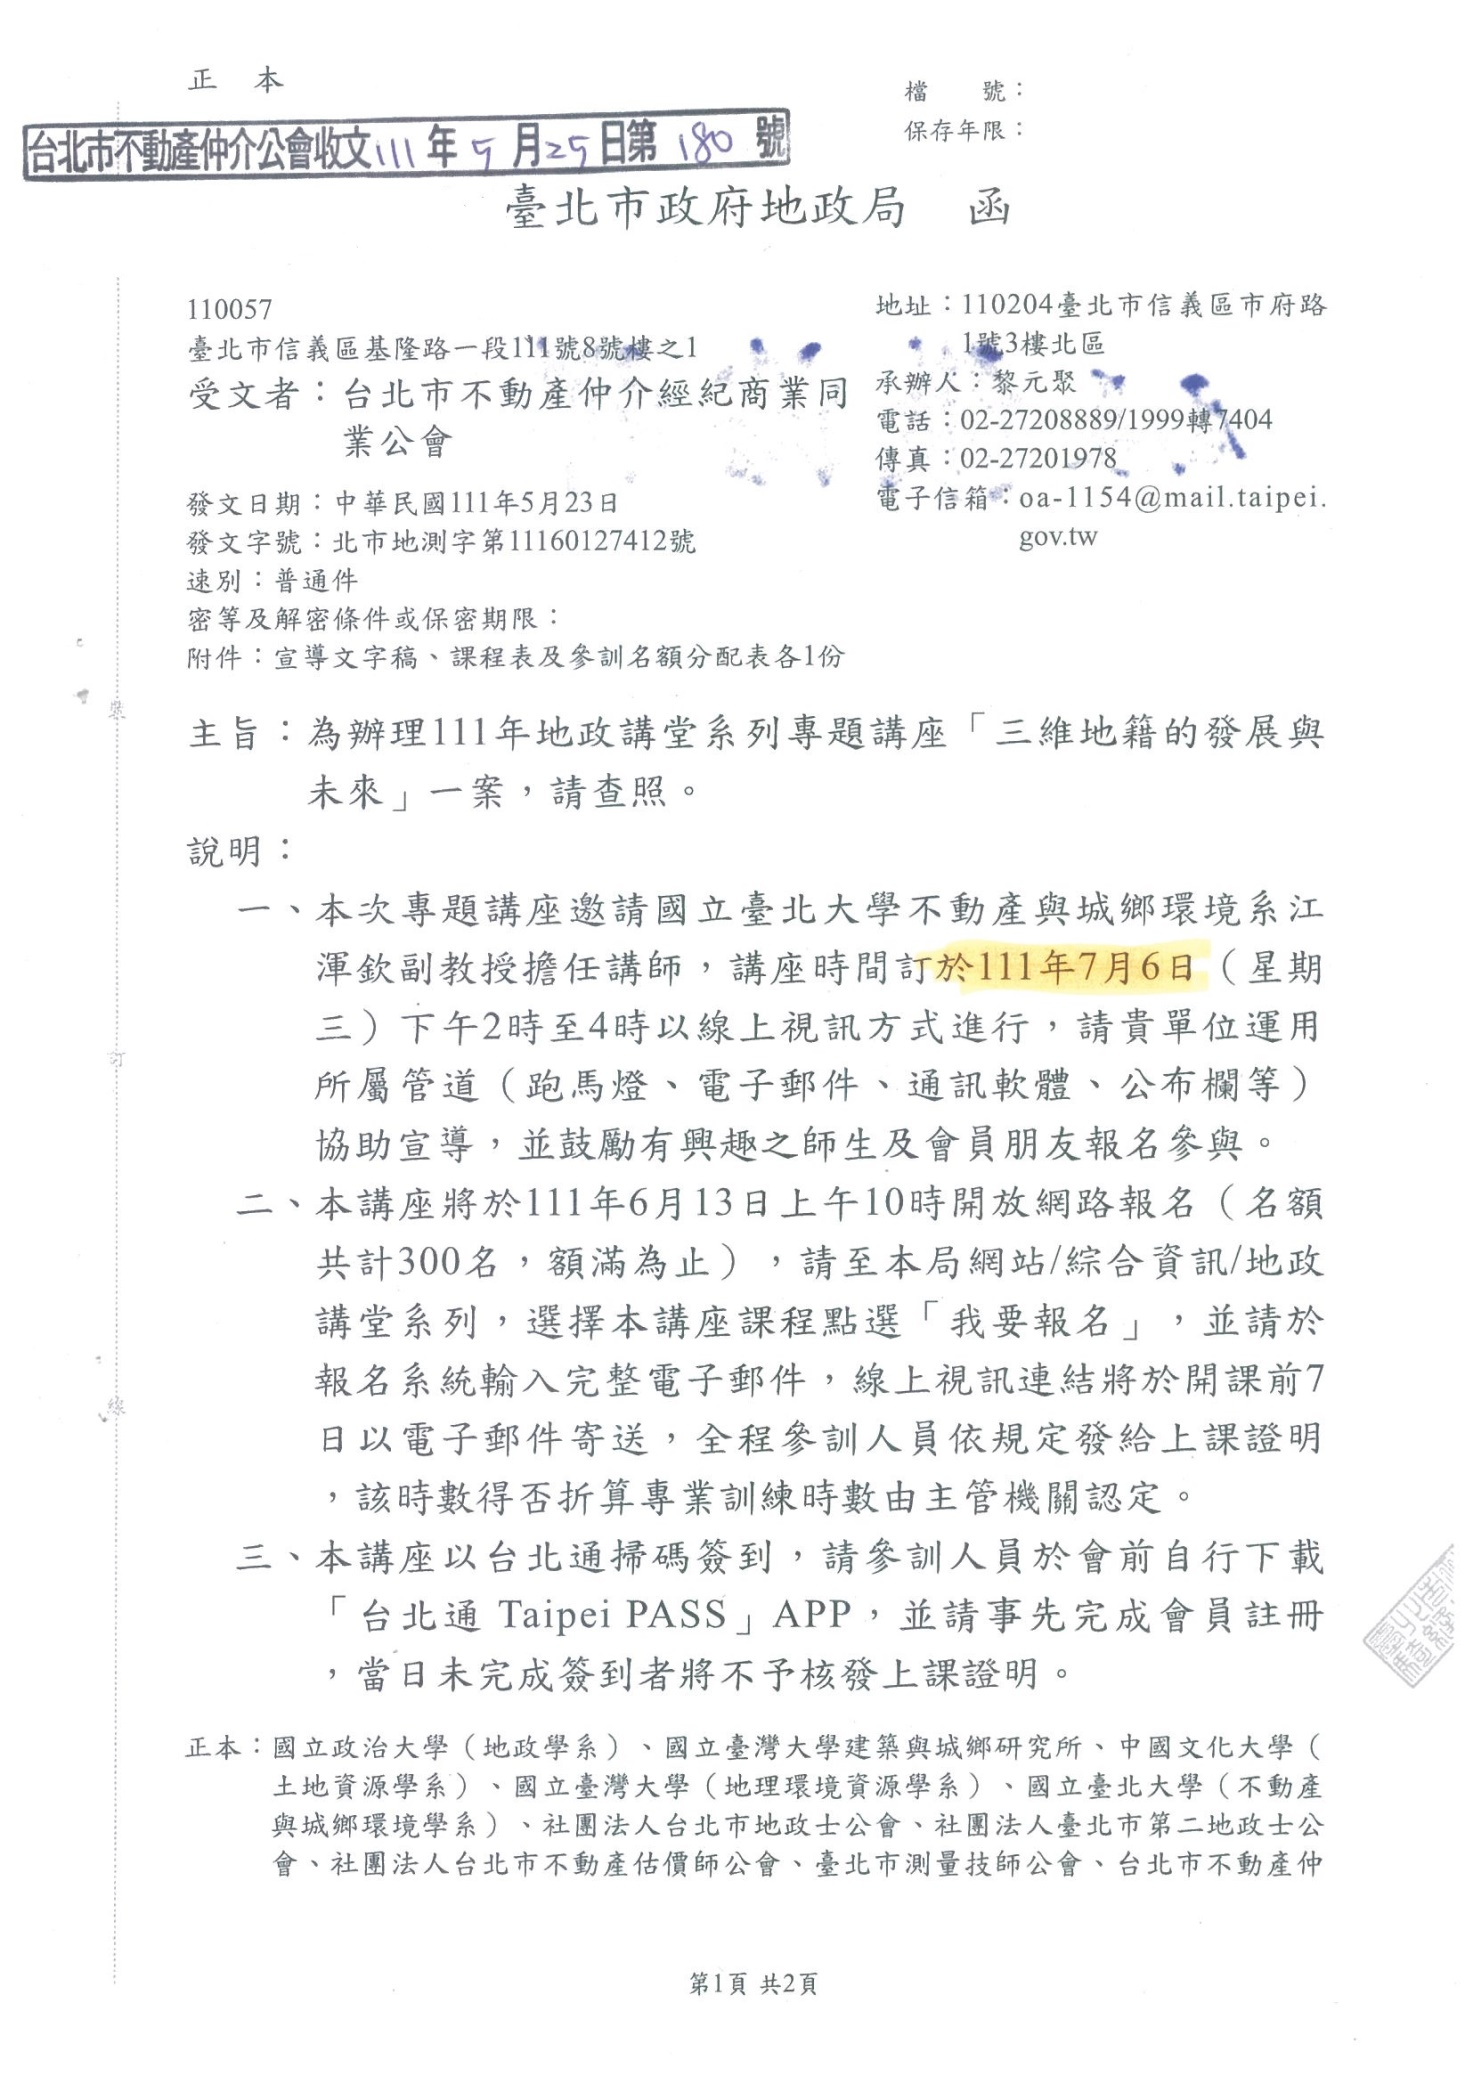 正　本
檔　　號：
保存年限：
台北市不動產仲介公會收文111年5月25日第180號
臺北市政府地政局　函
110057
臺北市信義區基隆路一段111號8號樓之1
受文者：台北市不動產仲介經紀商業同
業公會
地址：110204臺北市信義區市府路
1號3樓北區
承辦人：黎元聚
電話：02-27208889/1999轉7404
傳真：02-27201978
電子信箱：oa-1154@mail.taipei.
gov.tw
發文日期：中華民國111年5月23日
發文字號：北市地測字第11160127412號
速別：普通件
密等及解密條件或保密期限：
附件：宣導文字稿、課程表及參訓名額分配表各1份
主旨：為辦理111年地政講堂系列專題講座「三維地籍的發展與
未來」一案，請查照。
說明：
一、本次專題講座邀請國立臺北大學不動產與城鄉環境系江
渾欽副教授擔任講師，講座時間訂於111年7月6日（星期
三）下午2時至4時以線上視訊方式進行，請貴單位運用
所屬管道（跑馬燈、電子郵件、通訊軟體、公布欄等）
協助宣導，並鼓勵有興趣之師生及會員朋友報名參與。
二、本講座將於111年6月13日上午10時開放網路報名（名額
共計300名，額滿為止），請至本局網站/綜合資訊/地政
講堂系列，選擇本講座課程點選「我要報名」，並請於
報名系統輸入完整電子郵件，線上視訊連結將於開課前7
日以電子郵件寄送，全程參訓人員依規定發給上課證明
，該時數得否折算專業訓練時數由主管機關認定。
三、本講座以台北通掃碼簽到，請參訓人員於會前自行下載
「台北通 Taipei PASS」APP，並請事先完成會員註冊
，當日未完成簽到者將不予核發上課證明。
正本：國立政治大學（地政學系）、國立臺灣大學建築與城鄉研究所、中國文化大學（
土地資源學系）、國立臺灣大學（地理環境資源學系）、國立臺北大學（不動產
與城鄉環境學系）、社團法人台北市地政士公會、社團法人臺北市第二地政士公
會、社團法人台北市不動產估價師公會、臺北市測量技師公會、台北市不動產仲
裝
訂
線
第1頁 共2頁